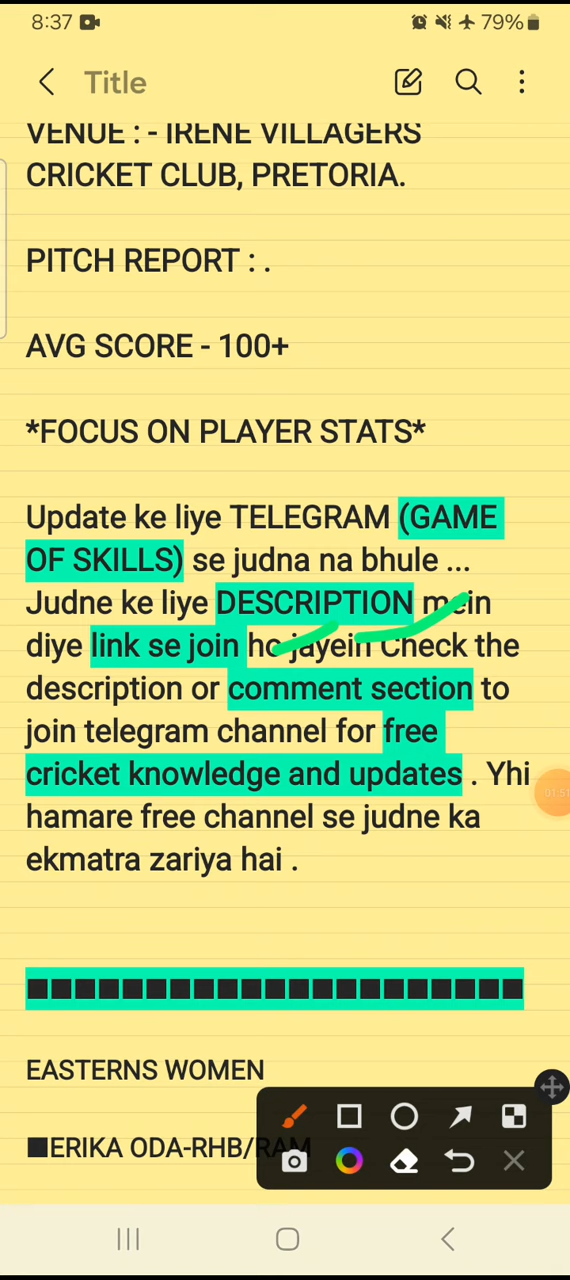 8:37
79%
Title
VENUE : - IRENE VILLAGERS
CRICKET CLUB, PRETORIA.
PITCH REPORT : .
AVG SCORE - 100+
*FOCUS ON PLAYER STATS*
Update ke liye TELEGRAM (GAME
OF SKILLS) se judna na bhule ...
Judne ke liye DESCRIPTION mein
diye link se join ho jayein Check the
description or comment section to
join telegram channel for free
cricket knowledge and updates . Yhi
hamare free channel se judne ka
ekmatra zariya hai .
01:51
■■■■■■■■■■■■■■■■■■■■■
EASTERNS WOMEN
■ERIKA ODA-RHB/RAM